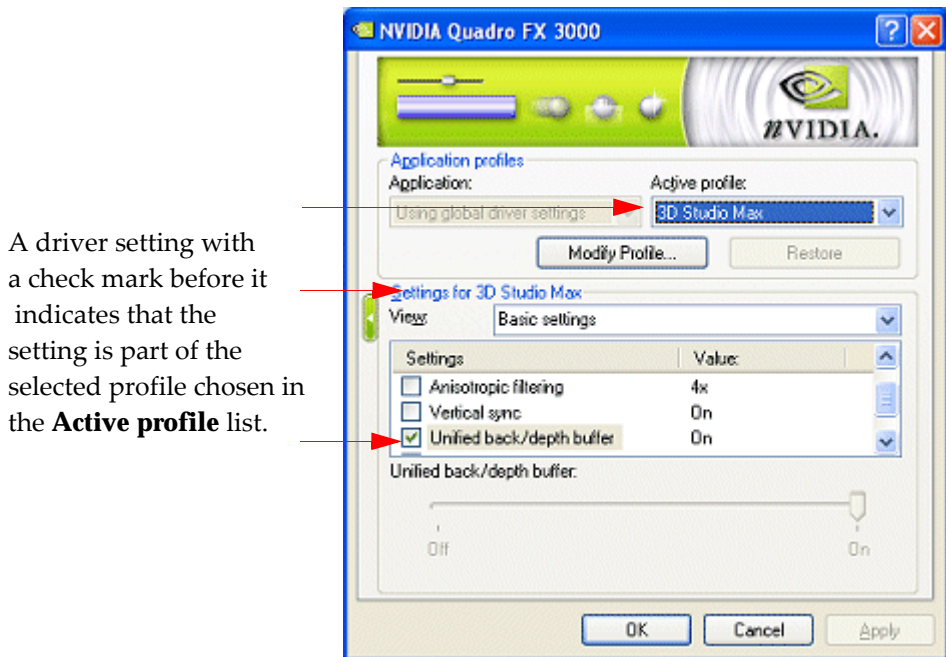 NVIDIA Quadro FX 3000
nVIDIA.
Application profiles
Application:
Active profile:
Using global driver settings
3D Studio Max
Modify Profile...
Restore
A driver setting with
a check mark before it
indicates that the
setting is part of the
selected profile chosen in
the Active profile list.
Settings for 3D Studio Max
View:
Basic settings
Settings
Value:
Anisotropic filtering
4x
Vertical sync
On
Unified back/depth buffer
On
Unified back/depth buffer:
Off
On
OK
Cancel
Apply